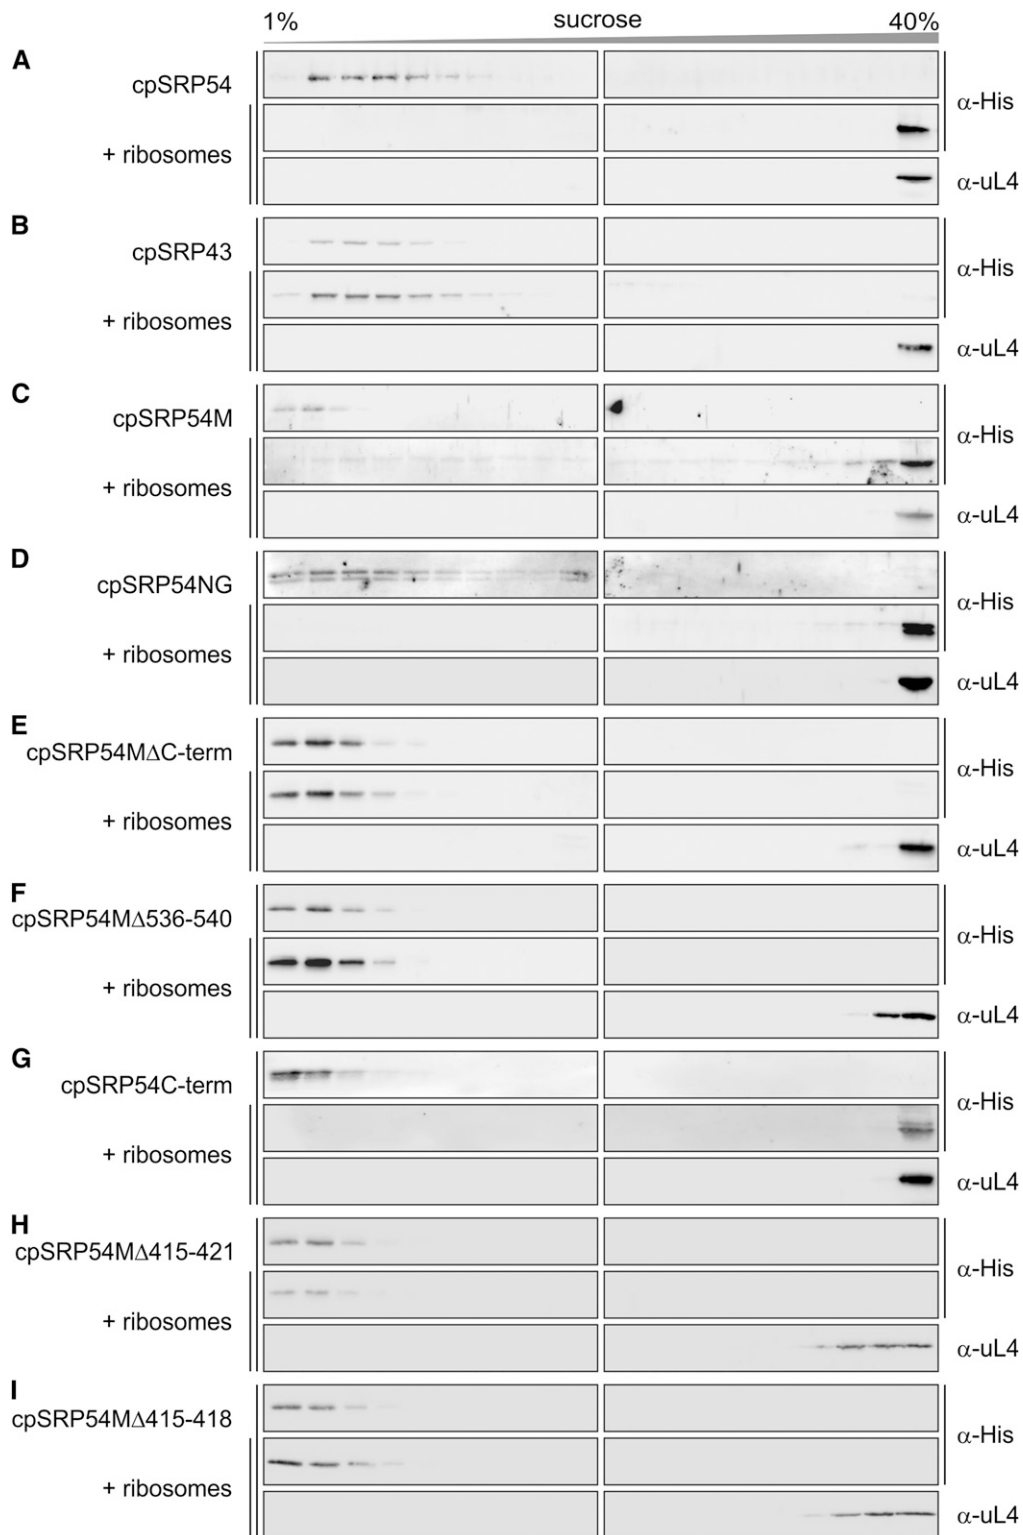 1% sucrose 40%
A
cpSRP54
α-His
+ ribosomes
α-uL4
B
cpSRP43
α-His
+ ribosomes
α-uL4
C
cpSRP54M
α-His
+ ribosomes
α-uL4
D
cpSRP54NG
α-His
+ ribosomes
α-uL4
E
cpSRP54MΔC-term
α-His
+ ribosomes
α-uL4
F
cpSRP54MΔ536-540
α-His
+ ribosomes
α-uL4
G
cpSRP54C-term
α-His
+ ribosomes
α-uL4
H
cpSRP54MΔ415-421
α-His
+ ribosomes
α-uL4
I
cpSRP54MΔ415-418
α-His
+ ribosomes
α-uL4